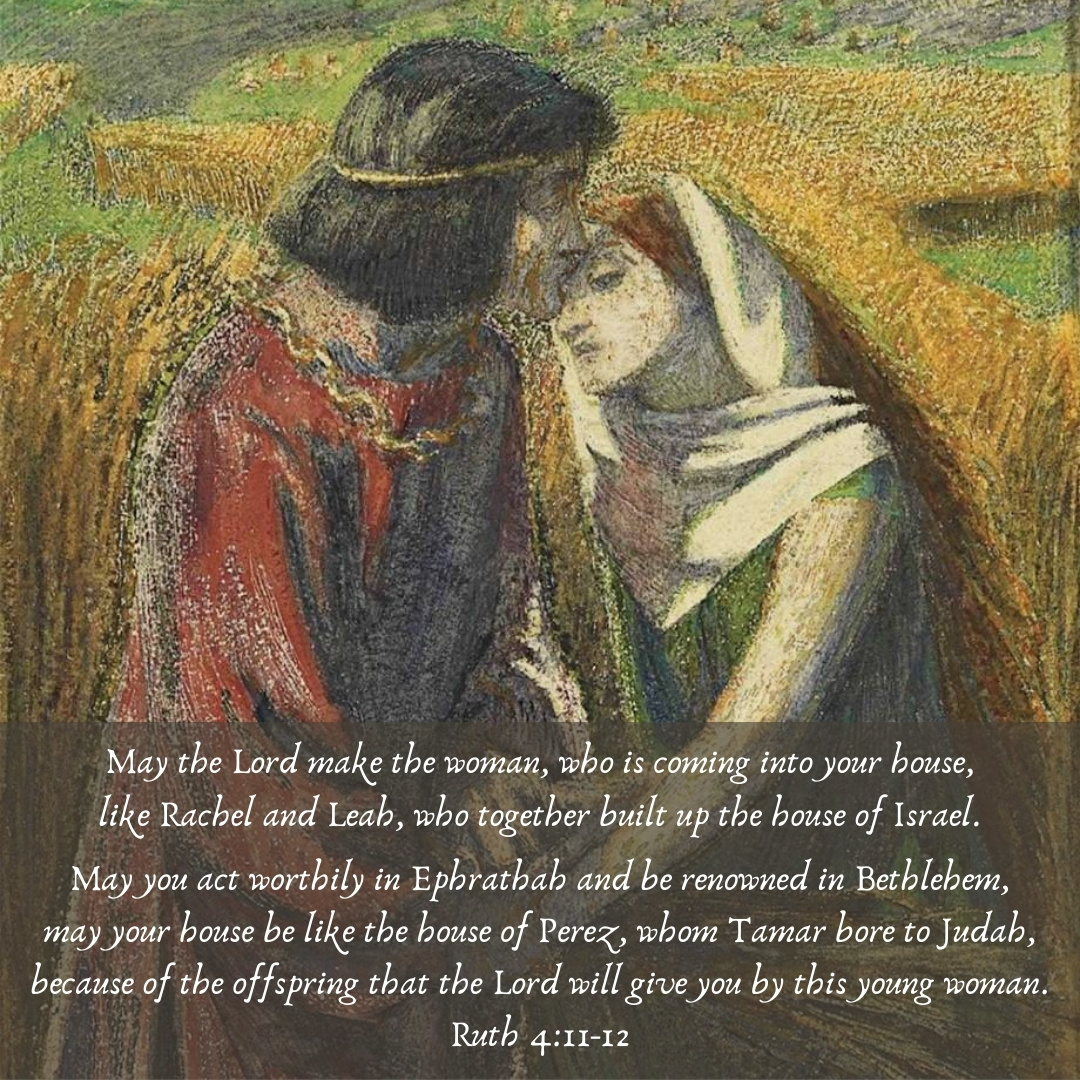 May the Lord make the woman, who is coming into your house,
like Rachel and Leah, who together built up the house of Israel.
May you act worthily in Ephrathah and be renowned in Bethlehem,
may your house be like the house of Perez, whom Tamar bore to Judah,
because of the offspring that the Lord will give you by this young woman.
Ruth 4:11-12